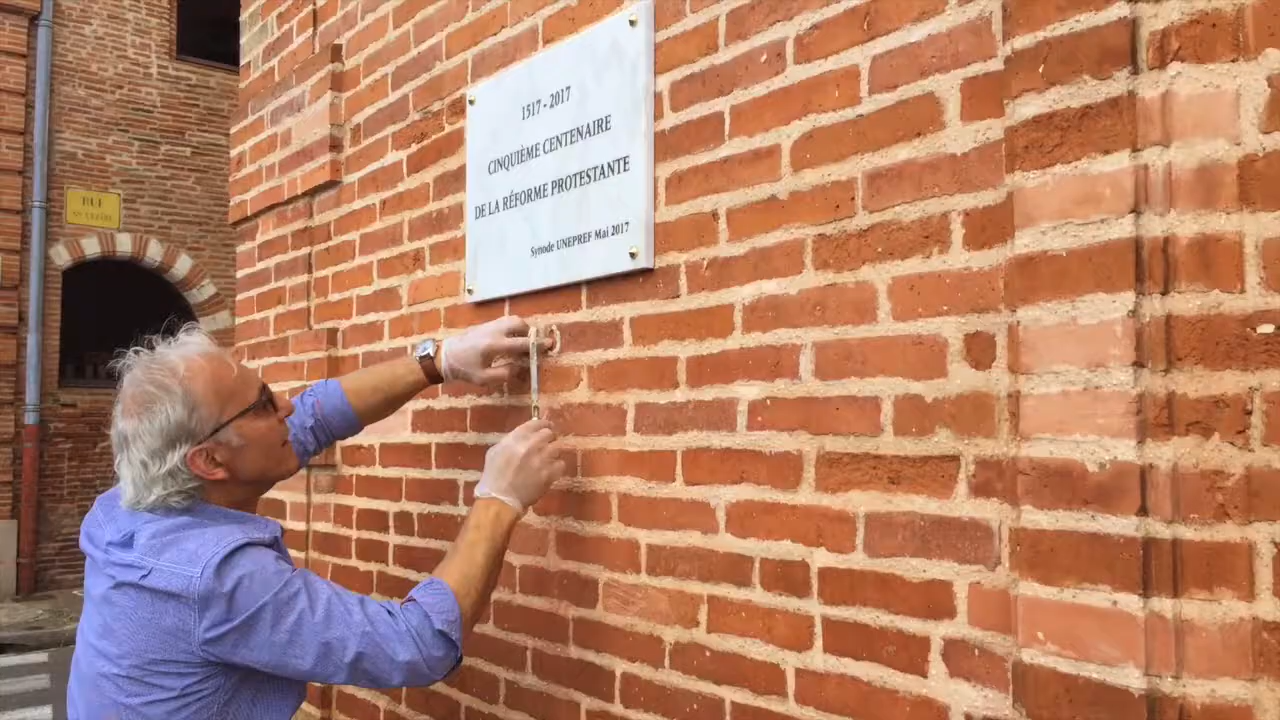 1517 - 2017
CINQUIÈME CENTENAIRE
DE LA RÉFORME PROTESTANTE
Synode UNEPREF Mai 2017
RUE